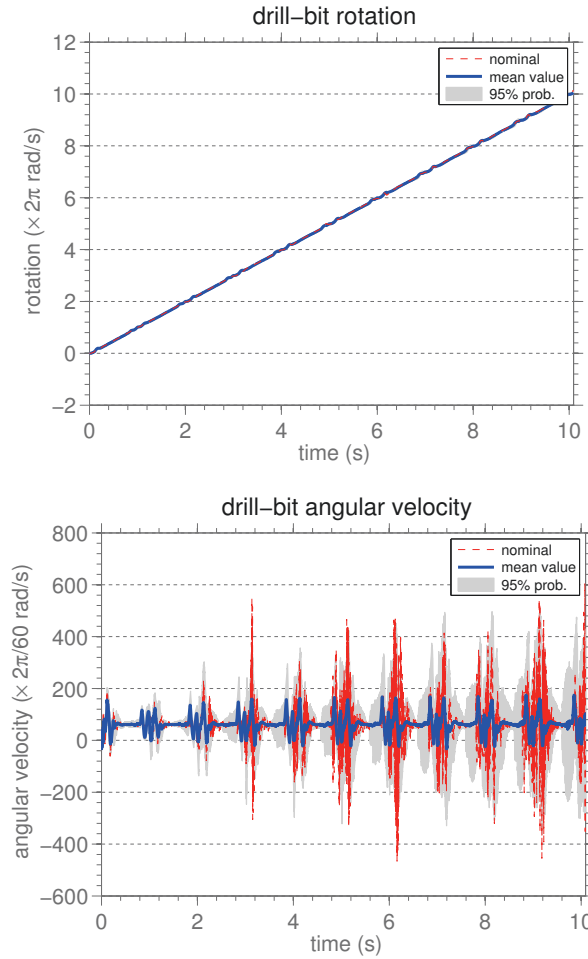 drill−bit rotation
12
10
8
6
4
2
0
−2
rotation (× 2π rad/s)
nominal
mean value
95% prob.
0 2 4 6 8 10
time (s)
drill−bit angular velocity
800
600
400
200
0
−200
−400
−600
angular velocity (× 2π/60 rad/s)
nominal
mean value
95% prob.
0 2 4 6 8 10
time (s)